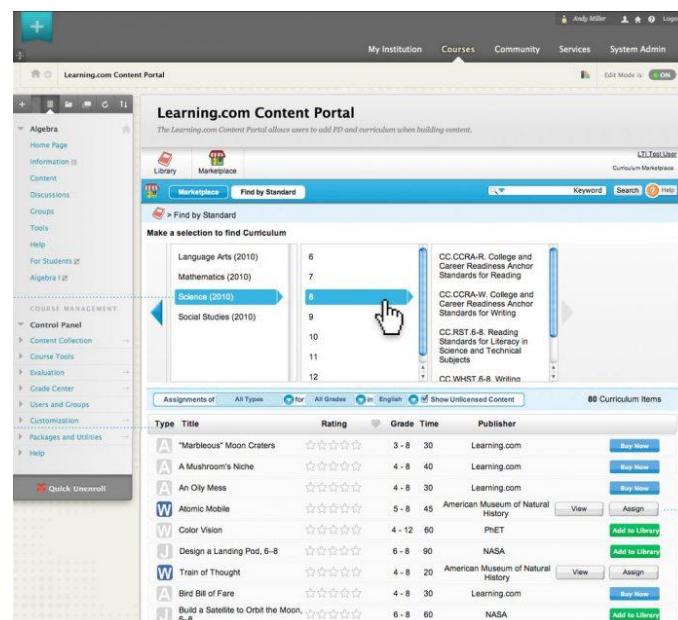 Andy Miller Logo
My Institution Courses Community Services System Admin
Learning.com Content Portal Edit Mode is: ON
Algebra
Home Page
Information
Content
Discussions
Groups
Tools
Help
For Students
Algebra I
COURSE MANAGEMENT
Control Panel
Content Collection
Course Tools
Evaluation
Grade Center
Users and Groups
Customization
Packages and Utilities
Help
Quick Unenroll
Learning.com Content Portal
The Learning.com Content Portal allows users to add PD and curriculum when building content.
Library Marketplace
LTI Test User
Curriculum Marketplace
Marketplace Find by Standard Keyword Search ? Help
> Find by Standard
Make a selection to find Curriculum
Language Arts (2010)
Mathematics (2010)
Science (2010)
Social Studies (2010)
6
7
8
9
10
11
12
CC.CCRA-R. College and
Career Readiness Anchor
Standards for Reading
CC.CCRA-W. College and
Career Readiness Anchor
Standards for Writing
CC.RST.6-8. Reading
Standards for Literacy in
Science and Technical
Subjects
CC.WHST.6-8. Writing
Assignments of All Types for All Grades in English Show Unlicensed Content 80 Curriculum Items
Type Title Rating Grade Time Publisher
A "Marbleous" Moon Craters 3 - 8 30 Learning.com Buy Now
A A Mushroom's Niche 4 - 8 40 Learning.com Buy Now
A An Oily Mess 4 - 8 30 Learning.com Buy Now
W Atomic Mobile 5 - 8 45 American Museum of Natural History View Assign
W Color Vision 4 - 12 60 PhET Add to Library
J Design a Landing Pod, 6–8 6 - 8 90 NASA Add to Library
W Train of Thought 4 - 8 20 American Museum of Natural History View Assign
A Bird Bill of Fare 4 - 8 30 Learning.com Buy Now
J Build a Satellite to Orbit the Moon, 6–8 6 - 8 60 NASA Add to Library